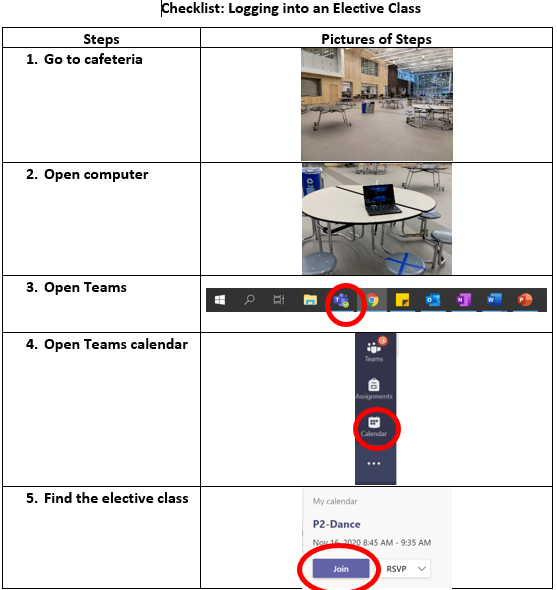 Checklist: Logging into an Elective Class
Steps
Pictures of Steps
1. Go to cafeteria
2. Open computer
3. Open Teams
4. Open Teams calendar
Teams
Assignments
Calendar
5. Find the elective class
My calendar
P2-Dance
Nov 16, 2020 8:45 AM - 9:35 AM
Join
RSVP